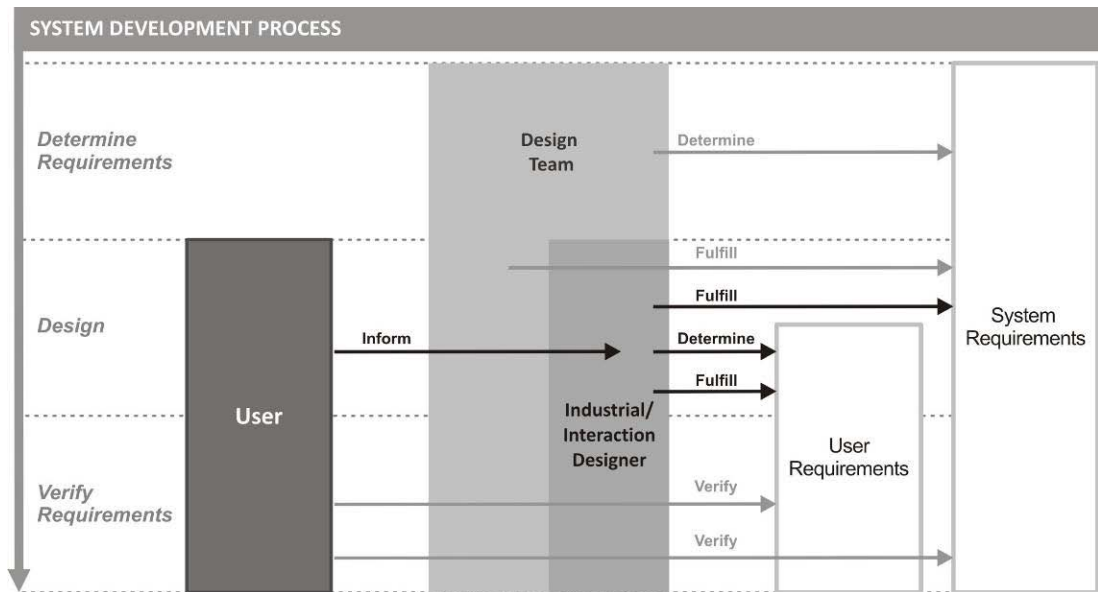 SYSTEM DEVELOPMENT PROCESS
Determine
Requirements
Design
Team
Determine
Fulfill
Fulfill
Design
System
Requirements
Inform
Determine
Fulfill
User
Industrial/
Interaction
Designer
User
Requirements
Verify
Requirements
Verify
Verify